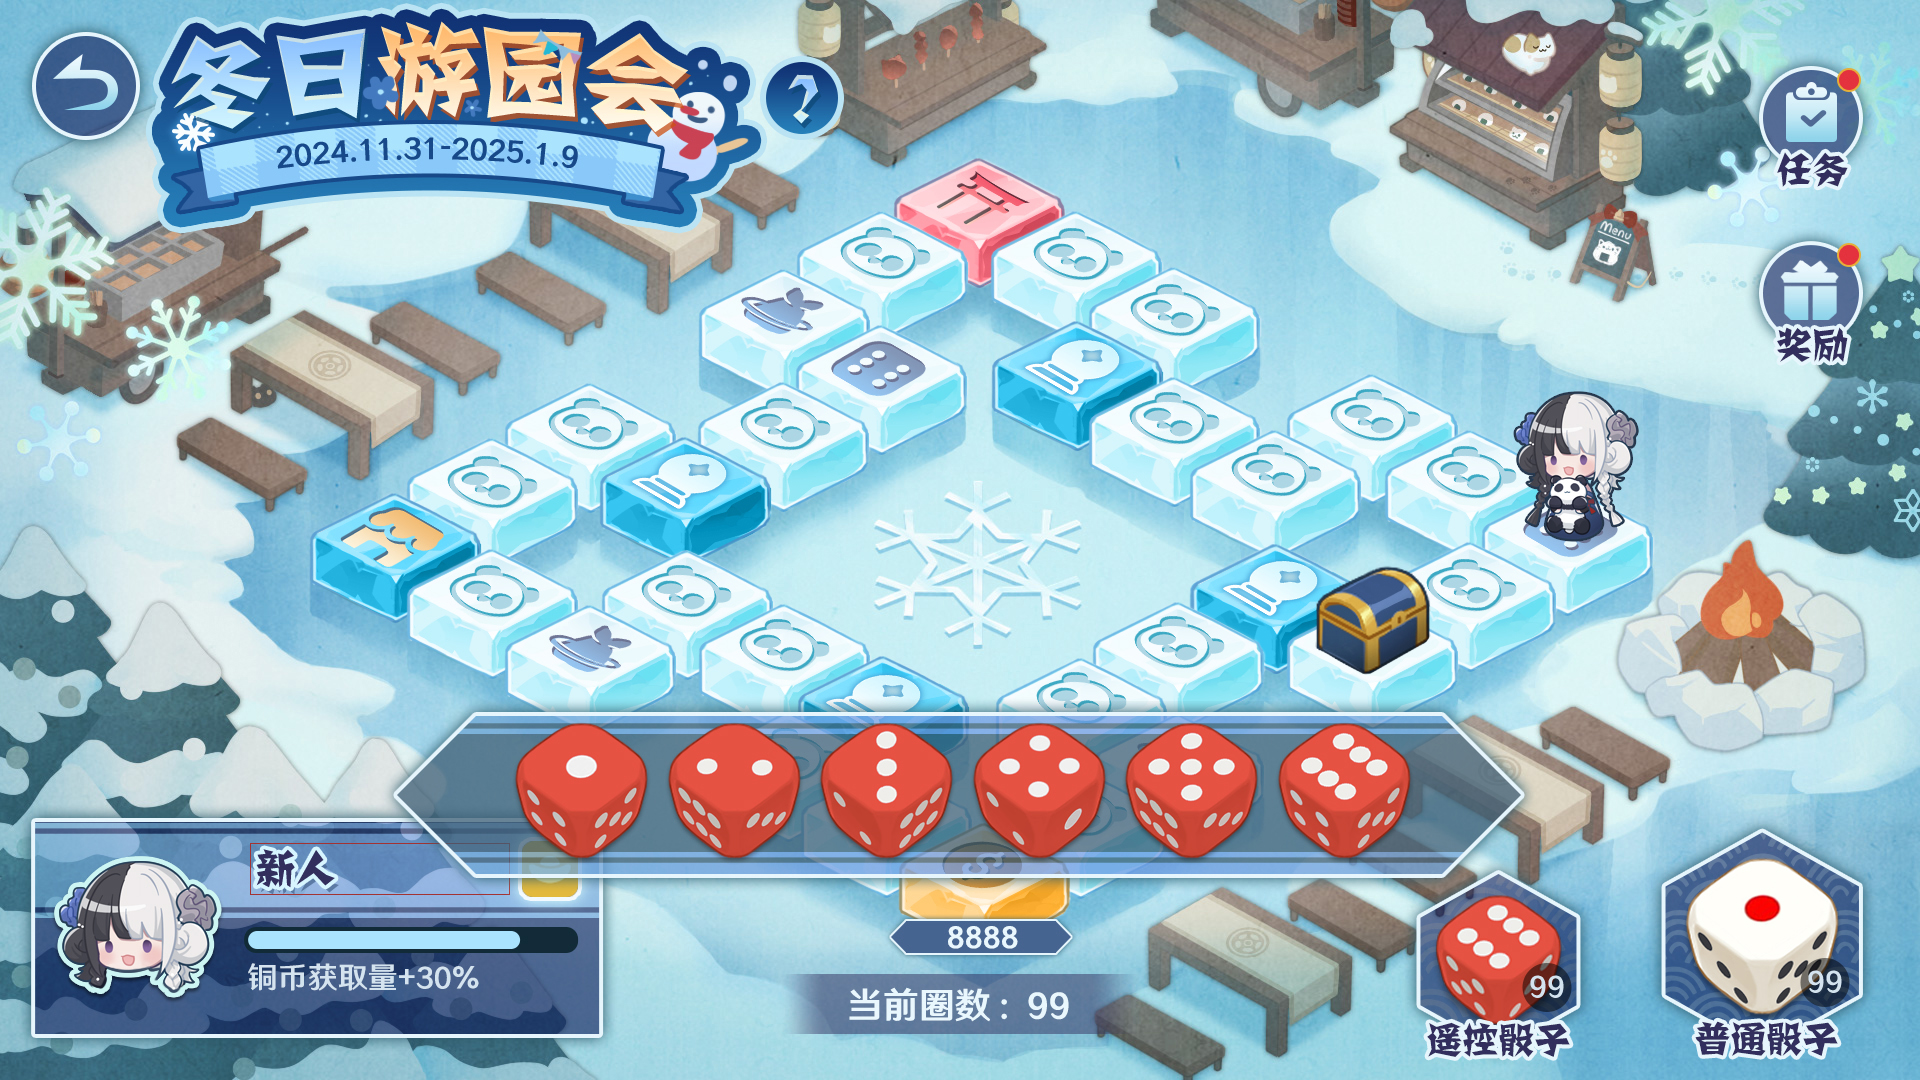 冬日游园会
2024.11.31-2025.1.9
?
任务
Menu
奖励
新人
铜币获取量+30%
8888
当前圈数：99
99
遥控骰子
99
普通骰子